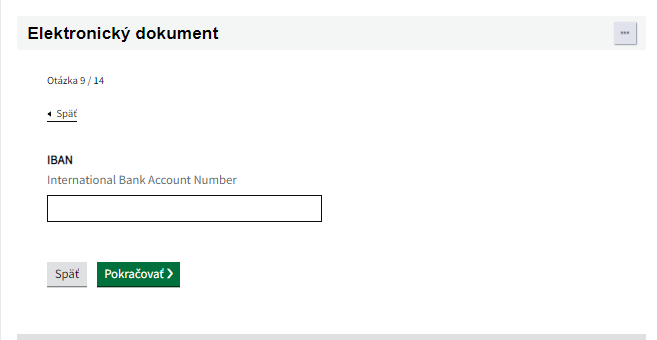 Elektronický dokument
Otázka 9 / 14
Späť
IBAN
International Bank Account Number
Späť
Pokračovať